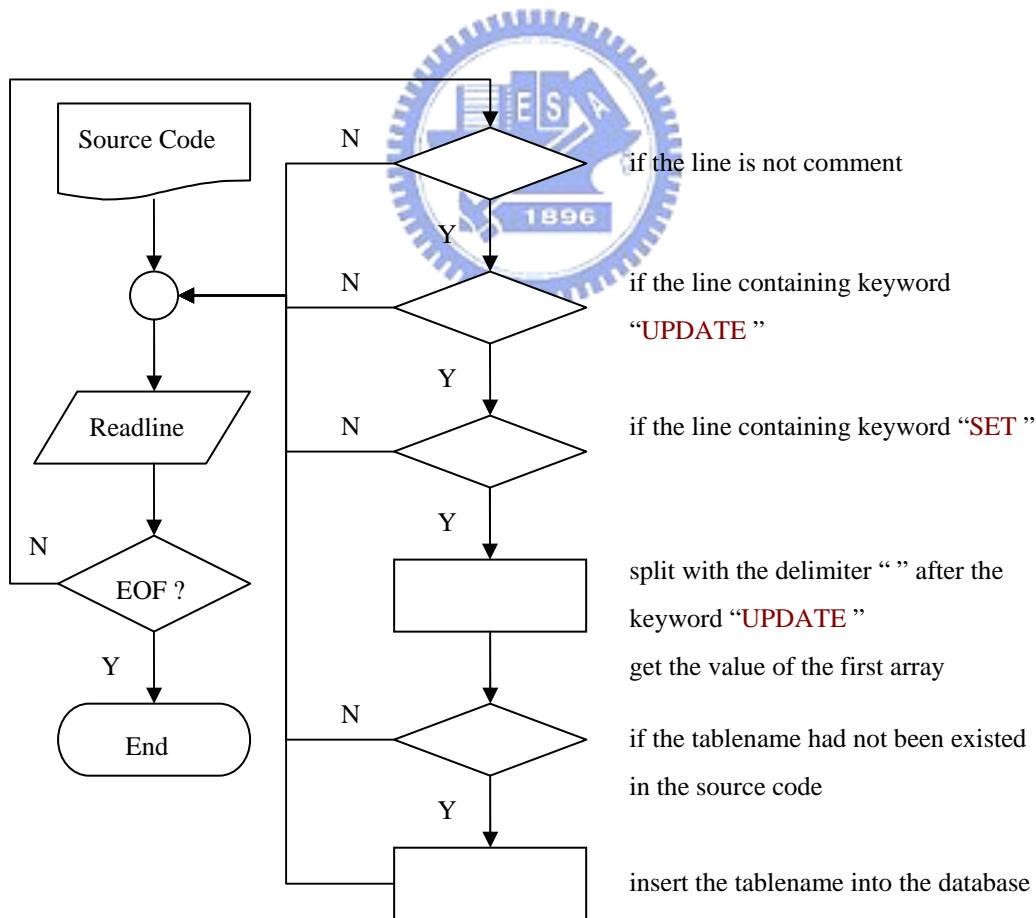 Source Code
N
if the line is not comment
E S A
1896
Y
N
if the line containing keyword
“UPDATE ”
Y
Readline
N
if the line containing keyword “SET ”
Y
N
EOF ?
split with the delimiter “ ” after the
keyword “UPDATE ”
get the value of the first array
Y
N
End
if the tablename had not been existed
in the source code
Y
insert the tablename into the database